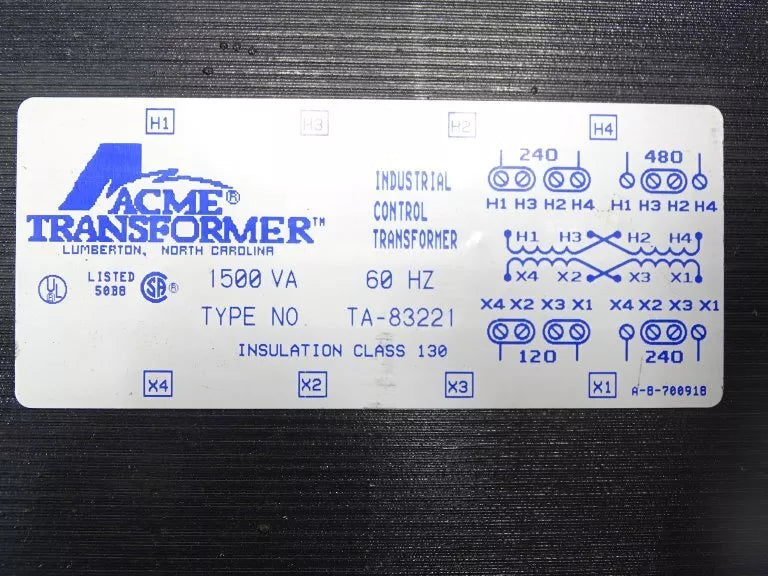 H1 H3 H2 H4
ACME®
TRANSFORMER™
LUMBERTON, NORTH CAROLINA
INDUSTRIAL
CONTROL
TRANSFORMER
UL
LISTED
50BB
SA®
1500 VA 60 HZ
TYPE NO. TA-83221
INSULATION CLASS 130
240 480
H1 H3 H2 H4 H1 H3 H2 H4
H1 H3 H2 H4
X4 X2 X3 X1
X4 X2 X3 X1 X4 X2 X3 X1
120 240
X4 X2 X3 X1
A-B-700918